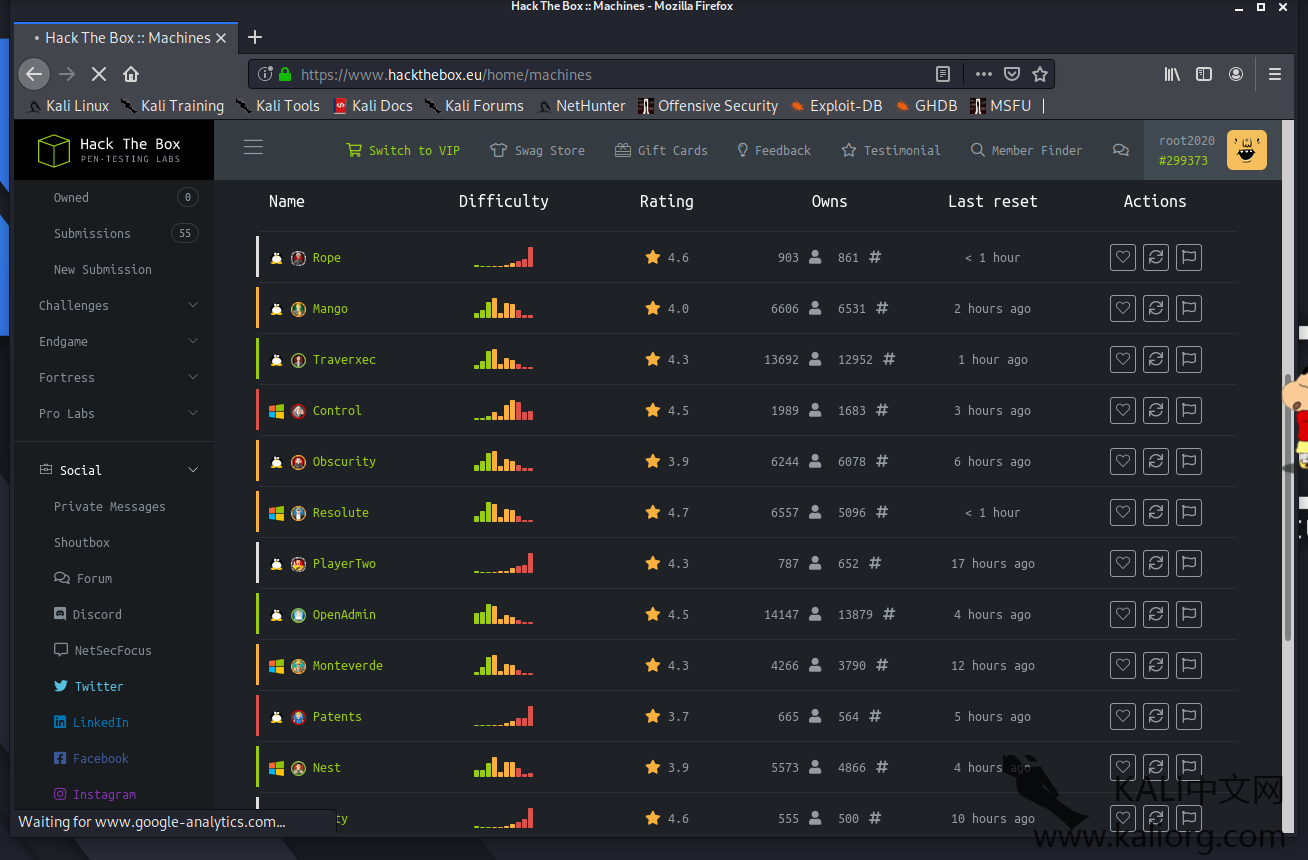 Hack The Box :: Machines - Mozilla Firefox
• Hack The Box :: Machines
https://www.hackthebox.eu/home/machines
Kali Linux Kali Training Kali Tools Kali Docs Kali Forums NetHunter Offensive Security Exploit-DB GHDB MSFU
Hack The Box
PEN-TESTING LABS
Switch to VIP Swag Store Gift Cards Feedback Testimonial Member Finder
root2020
#299373
Owned 0
Submissions 55
New Submission
Challenges
Endgame
Fortress
Pro Labs
Social
Private Messages
Shoutbox
Forum
Discord
NetSecFocus
Twitter
LinkedIn
Facebook
Instagram
Name Difficulty Rating Owns Last reset Actions
Rope 4.6 903 861 # < 1 hour
Mango 4.0 6606 6531 # 2 hours ago
Traverxec 4.3 13692 12952 # 1 hour ago
Control 4.5 1989 1683 # 3 hours ago
Obscurity 3.9 6244 6078 # 6 hours ago
Resolute 4.7 6557 5096 # < 1 hour
PlayerTwo 4.3 787 652 # 17 hours ago
OpenAdmin 4.5 14147 13879 # 4 hours ago
Monteverde 4.3 4266 3790 # 12 hours ago
Patents 3.7 665 564 # 5 hours ago
Nest 3.9 5573 4866 # 4 hours ago
ty 4.6 555 500 # 10 hours ago
Waiting for www.google-analytics.com...
KALI中文网
www.kaliorg.com